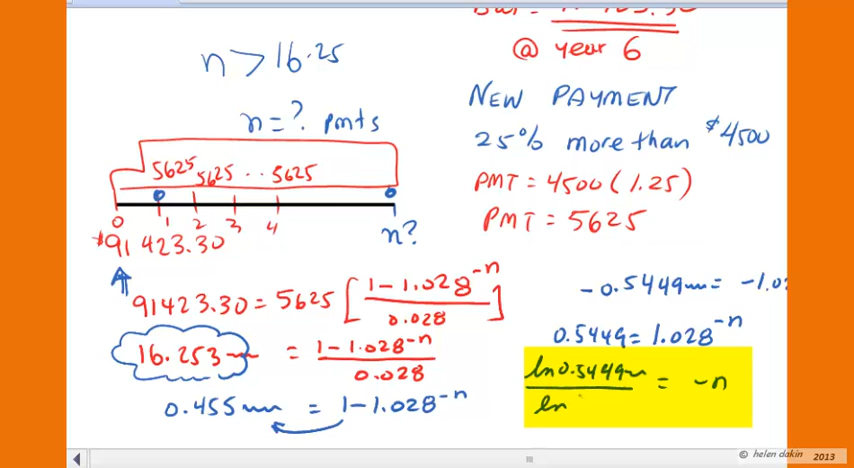 @ year 6
n > 16.25
NEW PAYMENT
n = ? pmts
25% more than $4500
5625 5625 .. 5625
PMT = 4500 (1.25)
0 1 2 3 4 n?
PMT = 5625
$91 423.30
91423.30 = 5625 [ 1 - 1.028^-n / 0.028 ]
16.253 = 1 - 1.028^-n / 0.028
0.455 = 1 - 1.028^-n
-0.5449 = -1.02
0.5449 = 1.028^-n
ln 0.5449 / ln = -n
© helen dakin 2013